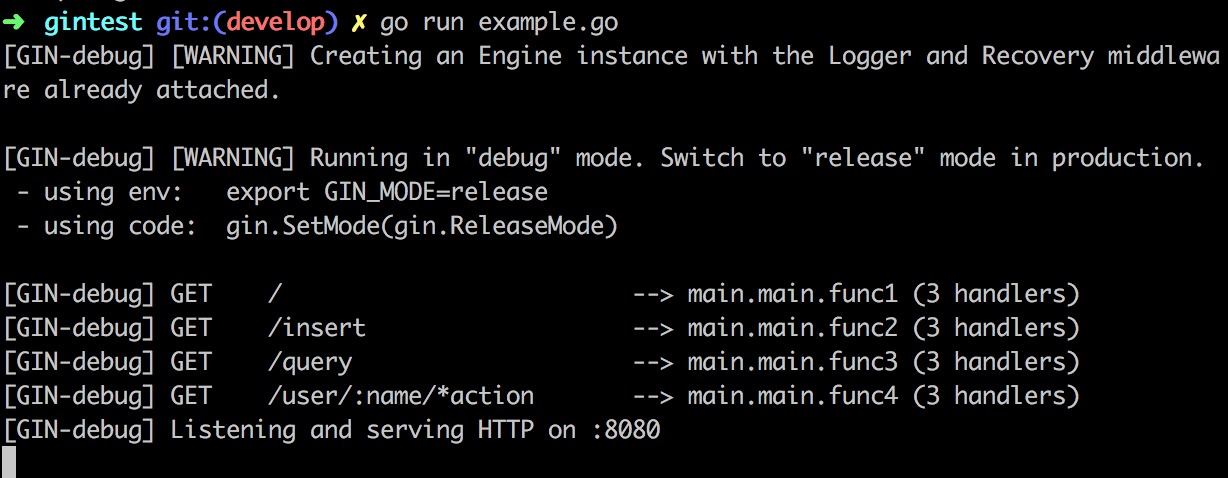 ➜ gintest git:(develop) ✗ go run example.go
[GIN-debug] [WARNING] Creating an Engine instance with the Logger and Recovery middlewa
re already attached.

[GIN-debug] [WARNING] Running in "debug" mode. Switch to "release" mode in production.
 - using env:   export GIN_MODE=release
 - using code:  gin.SetMode(gin.ReleaseMode)

[GIN-debug] GET    /                         --> main.main.func1 (3 handlers)
[GIN-debug] GET    /insert                   --> main.main.func2 (3 handlers)
[GIN-debug] GET    /query                    --> main.main.func3 (3 handlers)
[GIN-debug] GET    /user/:name/*action       --> main.main.func4 (3 handlers)
[GIN-debug] Listening and serving HTTP on :8080